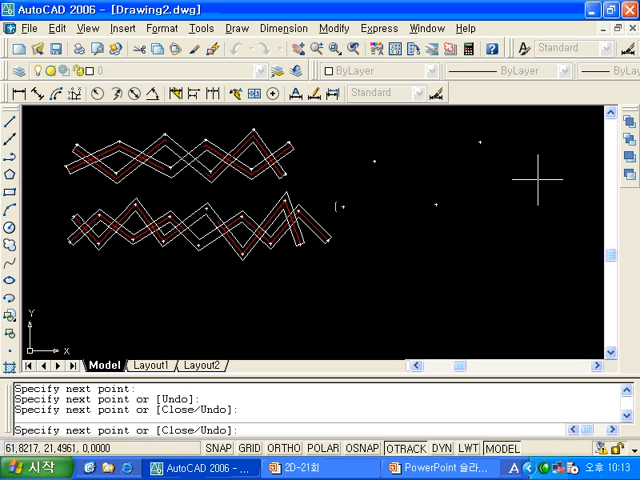 AutoCAD 2006 - [Drawing2.dwg]
File Edit View Insert Format Tools Draw Dimension Modify Express Window Help
Standard
0 ByLayer ByLayer ByLay
Standard
Y
X
Model Layout1 Layout2
Specify next point:
Specify next point or [Undo]:
Specify next point or [Close/Undo]:
Specify next point or [Close/Undo]:
61,8217, 21,4961, 0,0000 SNAP GRID ORTHO POLAR OSNAP OTRACK DYN LWT MODEL
시작 AutoCAD 2006 - ... 2D-21회 PowerPoint 슬라... A 오후 10:13